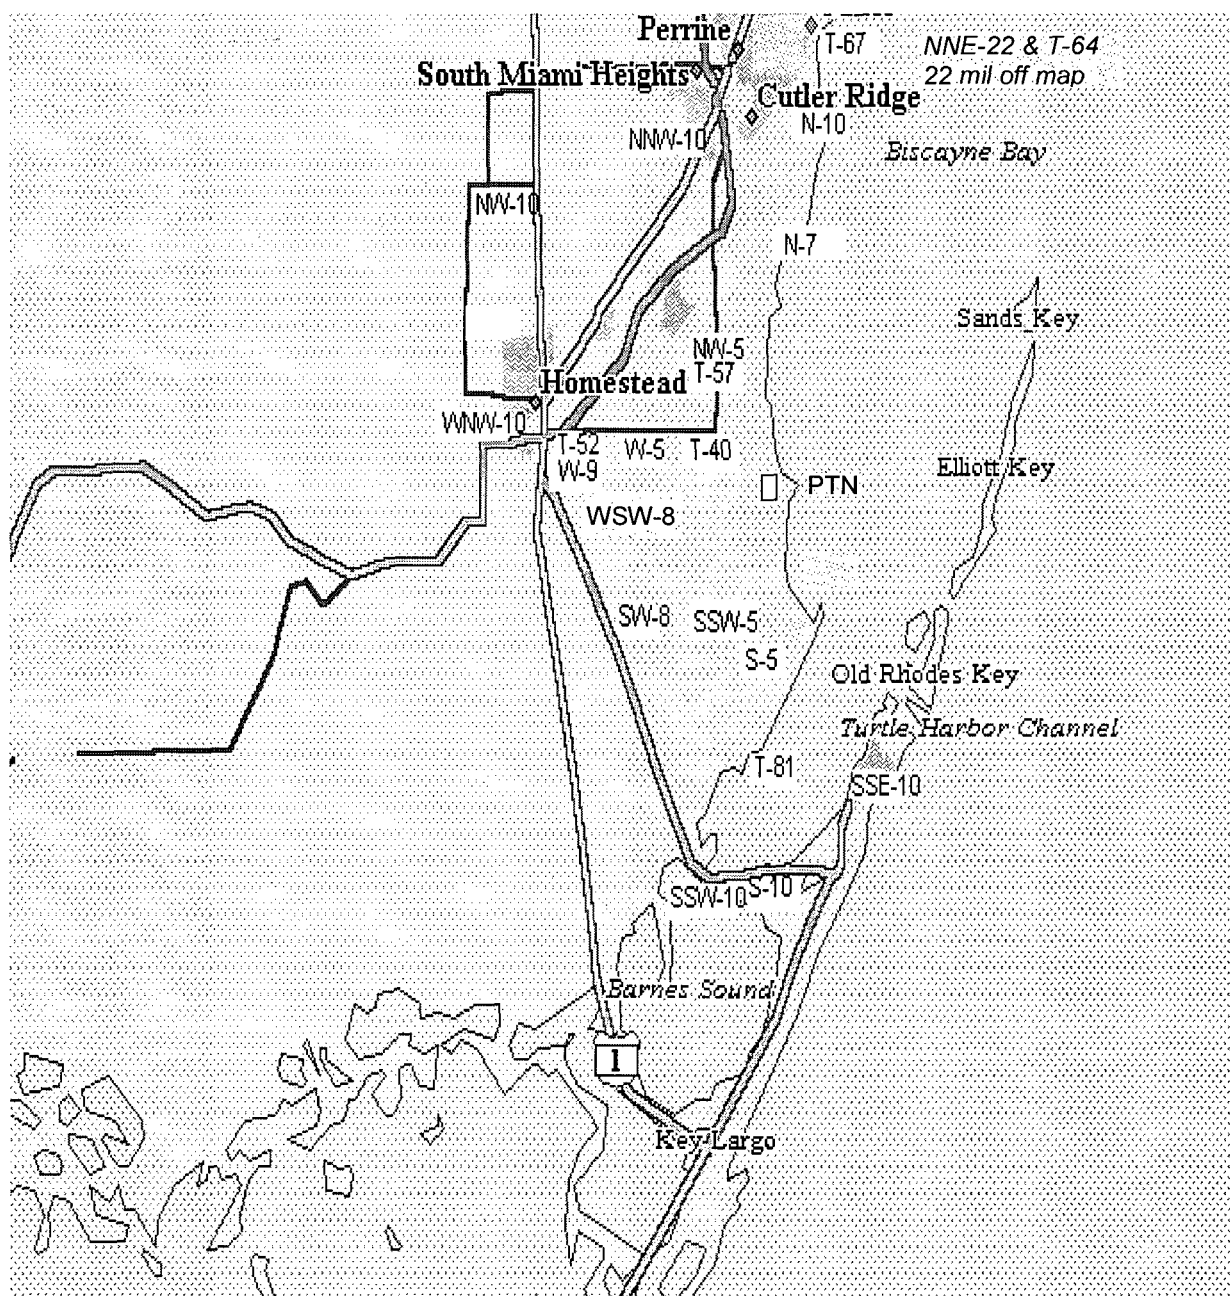 Perrine
T-67
NNE-22 & T-64
22 mil off map
South Miami Heights
Cutler Ridge
N-10
NNW-10
Biscayne Bay
NW-10
N-7
Sands Key
NW-5
T-57
Homestead
WNW-10
T-52
W-5
T-40
W-9
Elliott Key
PTN
WSW-8
SW-8
SSW-5
S-5
Old Rhodes Key
Turtle Harbor Channel
T-81
SSE-10
SSW-10
S-10
Barnes Sound
1
Key Largo